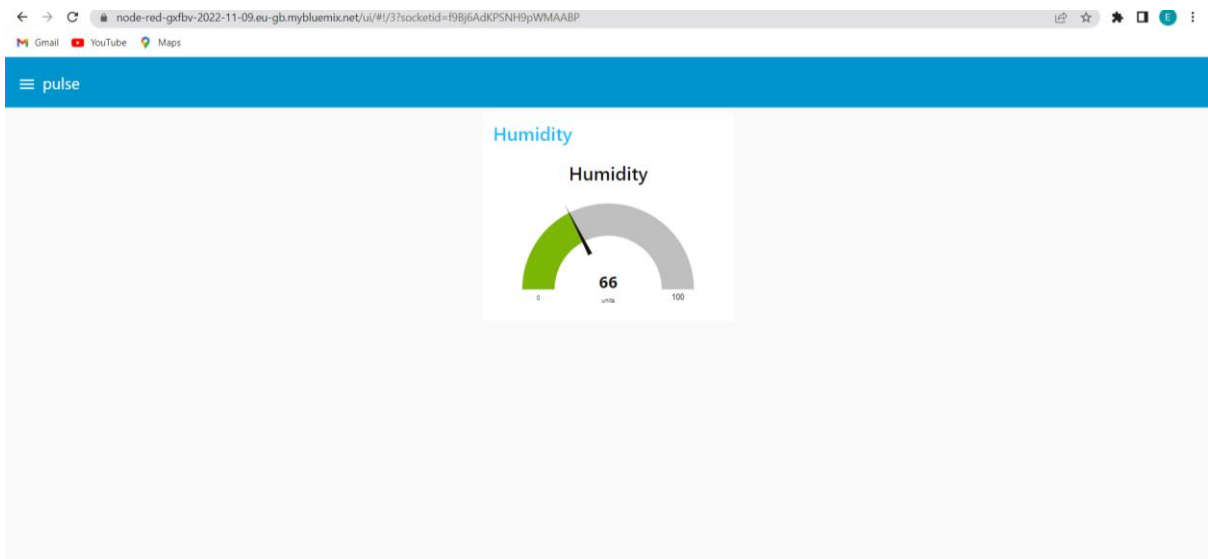 node-red-gxfbv-2022-11-09.eu-gb.mybluemix.net/ui/#!/3?socketid=f9Bj6AdKPSNH9pWMAABP
E
Gmail YouTube Maps
pulse
Humidity
Humidity
66
0 units 100